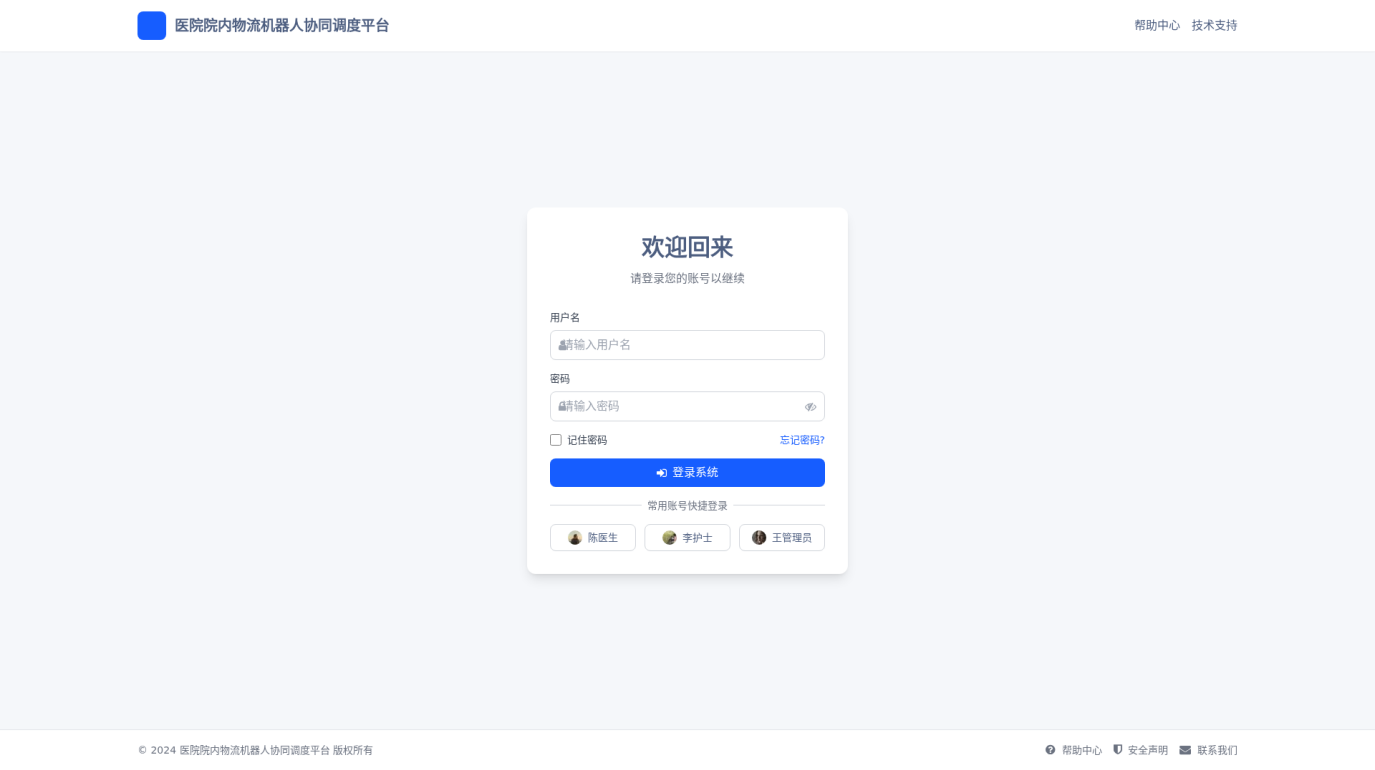 医院院内物流机器人协同调度平台
帮助中心 技术支持
欢迎回来
请登录您的账号以继续
用户名
请输入用户名
密码
请输入密码
记住密码 忘记密码?
登录系统
常用账号快捷登录
陈医生 李护士 王管理员
© 2024 医院院内物流机器人协同调度平台 版权所有
帮助中心 安全声明 联系我们